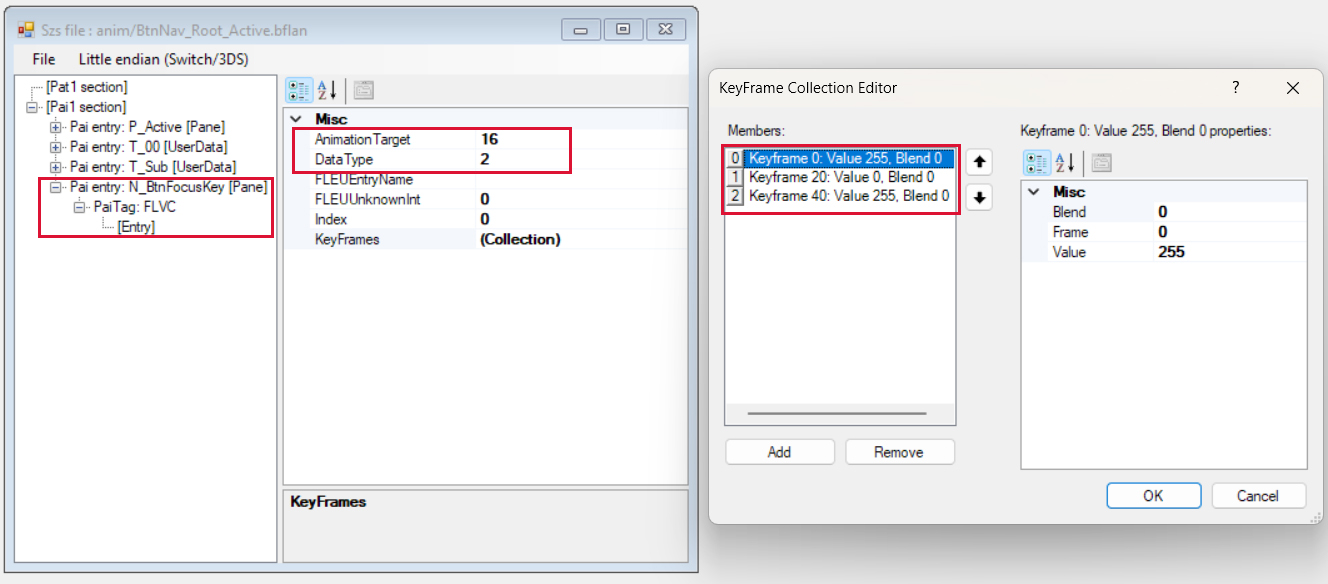 Szs file : anim/BtnNav_Root_Active.bflan
File Little endian (Switch/3DS)
[Pat1 section]
[Pai1 section]
Pai entry: P_Active [Pane]
Pai entry: T_00 [UserData]
Pai entry: T_Sub [UserData]
Pai entry: N_BtnFocusKey [Pane]
PaiTag: FLVC
[Entry]
Misc
AnimationTarget 16
DataType 2
FLEUEntryName
FLEUUnknownInt 0
Index 0
KeyFrames (Collection)
KeyFrames
KeyFrame Collection Editor ?
Members:
0 Keyframe 0: Value 255, Blend 0
1 Keyframe 20: Value 0, Blend 0
2 Keyframe 40: Value 255, Blend 0
Add Remove
Keyframe 0: Value 255, Blend 0 properties:
Misc
Blend 0
Frame 0
Value 255
OK Cancel